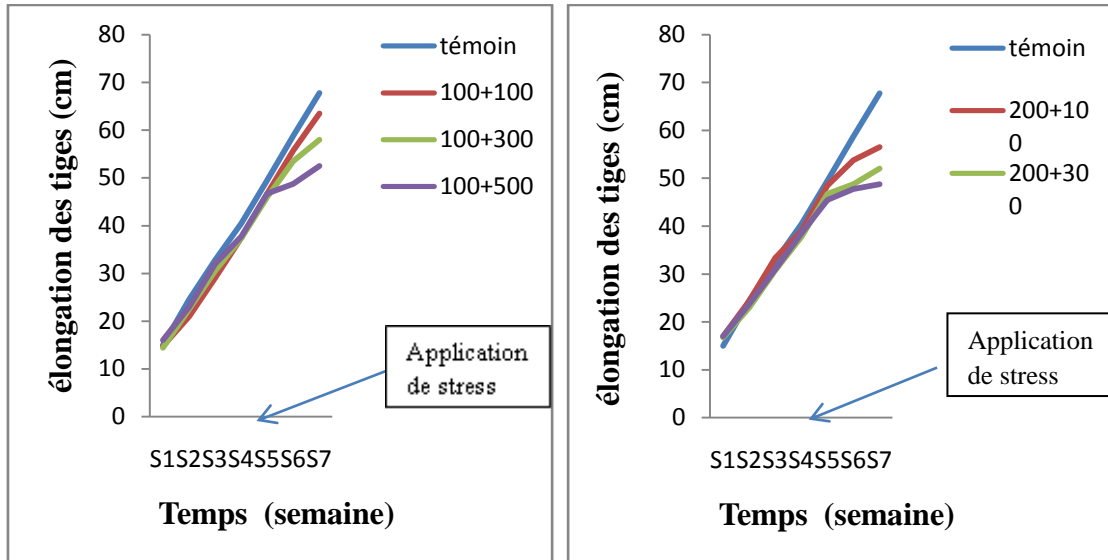 élongation des tiges (cm)
80
70
60
50
40
30
20
10
0
témoin
100+100
100+300
100+500
Application
de stress
S1S2S3S4S5S6S7
Temps (semaine)
élongation des tiges (cm)
80
70
60
50
40
30
20
10
0
témoin
200+10
0
200+30
0
Application
de stress
S1S2S3S4S5S6S7
Temps (semaine)